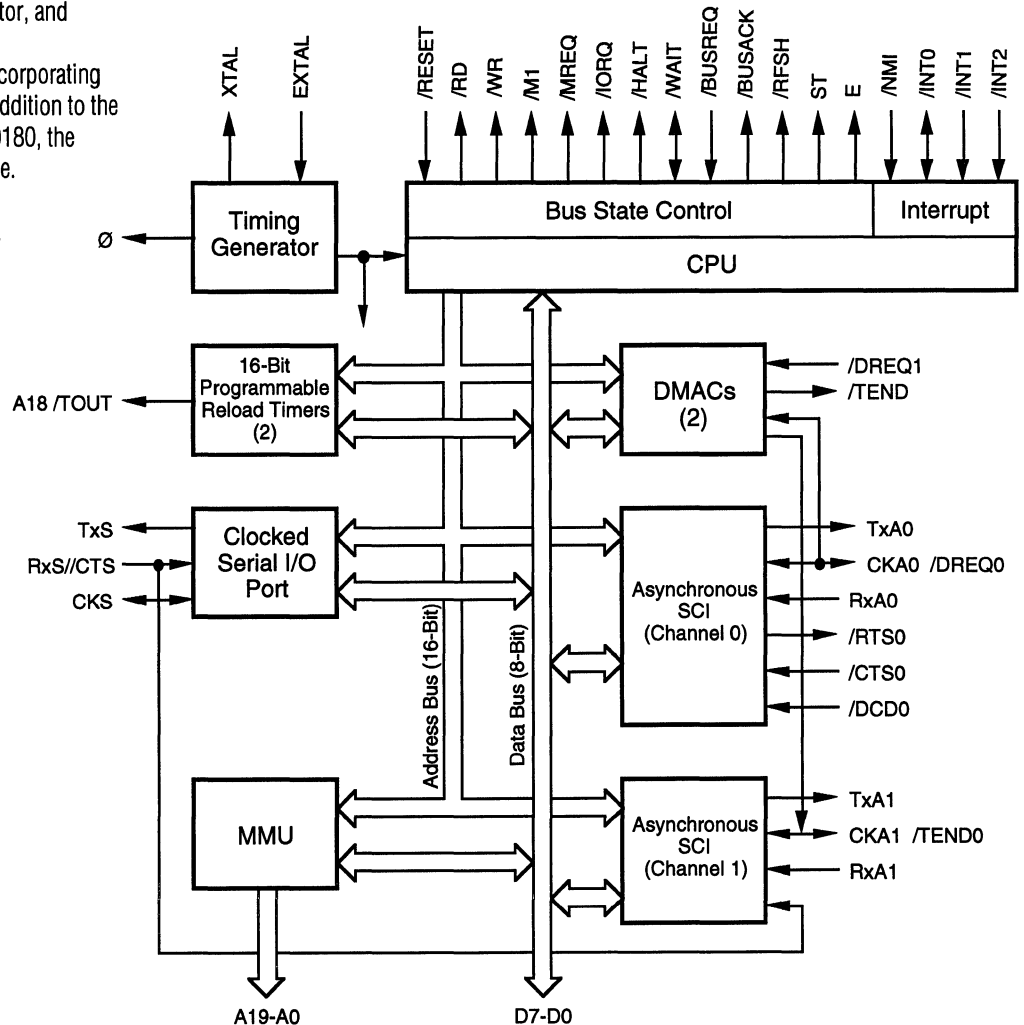 tor, and
corporating
ddition to the
0180, the
e.
XTAL
EXTAL
/RESET
/RD
/WR
/M1
/MREQ
/IORQ
/HALT
/WAIT
/BUSREQ
/BUSACK
/RFSH
ST
E
/NMI
/INT0
/INT1
/INT2
Timing
Generator
Bus State Control
Interrupt
CPU
Ø
16-Bit
Programmable
Reload Timers
(2)
A18 /TOUT
DMACs
(2)
/DREQ1
/TEND
TxS
RxS//CTS
CKS
Clocked
Serial I/O
Port
Asynchronous
SCI
(Channel 0)
TxA0
CKA0 /DREQ0
RxA0
/RTS0
/CTS0
/DCD0
Address Bus (16-Bit)
Data Bus (8-Bit)
MMU
Asynchronous
SCI
(Channel 1)
TxA1
CKA1 /TEND0
RxA1
A19-A0
D7-D0